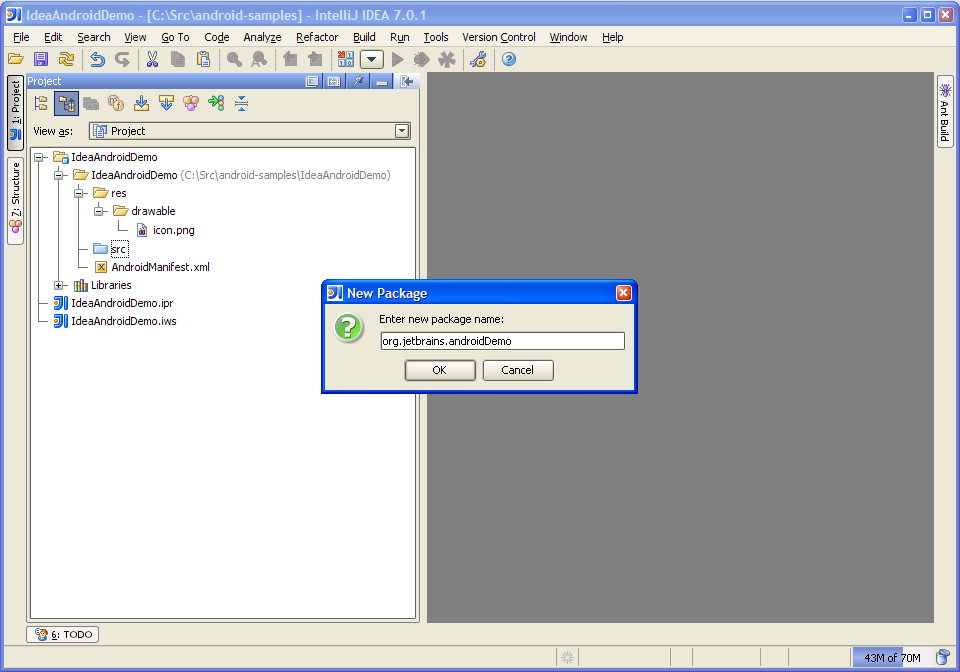 IdeaAndroidDemo - [C:\Src\android-samples] - IntelliJ IDEA 7.0.1
File Edit Search View Go To Code Analyze Refactor Build Run Tools Version Control Window Help
Project
1: Project
7: Structure
View as: Project
IdeaAndroidDemo
IdeaAndroidDemo (C:\Src\android-samples\IdeaAndroidDemo)
res
drawable
icon.png
src
AndroidManifest.xml
Libraries
IdeaAndroidDemo.ipr
IdeaAndroidDemo.iws
New Package
Enter new package name:
org.jetbrains.androidDemo
OK Cancel
Ant Build
6: TODO
43M of 70M